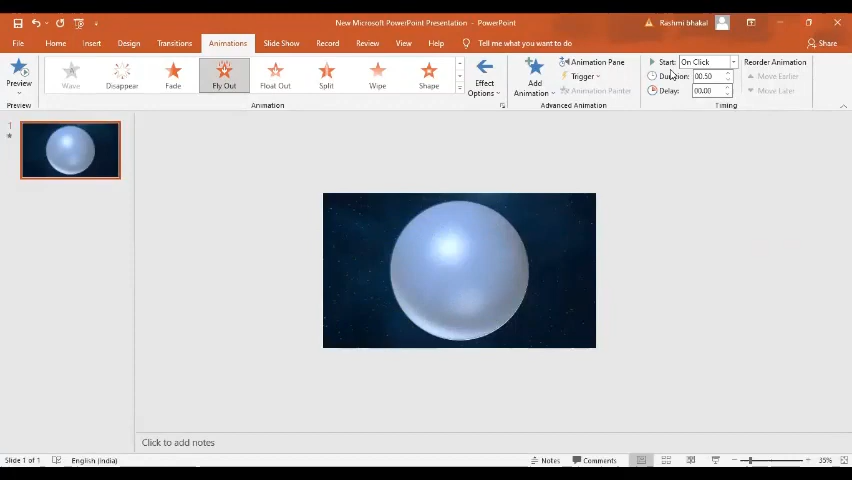 New Microsoft PowerPoint Presentation - PowerPoint
Rashmi bhakal
File Home Insert Draw Design Transitions Animations Slide Show Record Review View Help Tell me what you want to do Share
Preview
Wave Disappear Fade Fly Out Float Out Split Wipe Shape
Effect Options
Add Animation
Animation Pane
Trigger
Animation Painter
Start: On Click
Duration: 00.50
Delay: 00.00
Reorder Animation
Move Earlier
Move Later
Preview Animation Advanced Animation Timing
1
Click to add notes
Slide 1 of 1 English (India) Notes Comments 35%